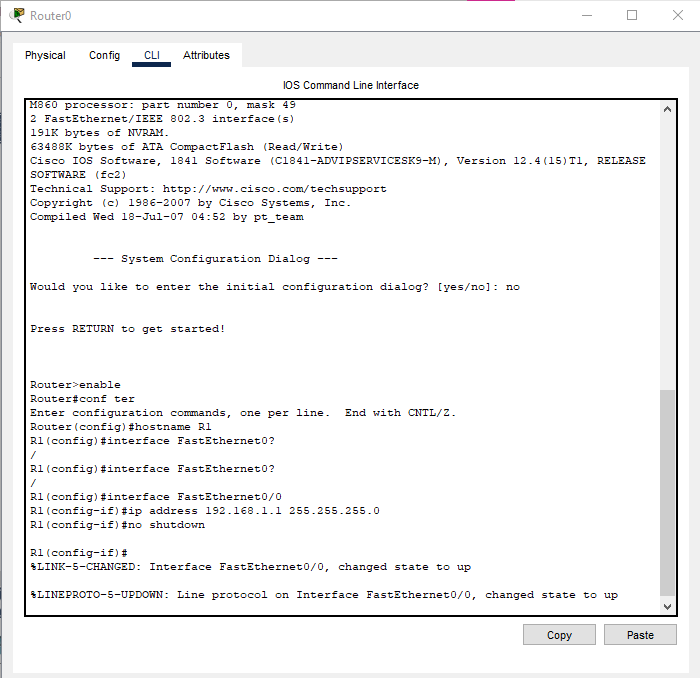 Router0
Physical Config CLI Attributes
IOS Command Line Interface
M860 processor: part number 0, mask 49
2 FastEthernet/IEEE 802.3 interface(s)
191K bytes of NVRAM.
63488K bytes of ATA CompactFlash (Read/Write)
Cisco IOS Software, 1841 Software (C1841-ADVIPSERVICESK9-M), Version 12.4(15)T1, RELEASE
SOFTWARE (fc2)
Technical Support: http://www.cisco.com/techsupport
Copyright (c) 1986-2007 by Cisco Systems, Inc.
Compiled Wed 18-Jul-07 04:52 by pt_team
--- System Configuration Dialog ---
Would you like to enter the initial configuration dialog? [yes/no]: no
Press RETURN to get started!
Router>enable
Router#conf ter
Enter configuration commands, one per line.  End with CNTL/Z.
Router(config)#hostname R1
R1(config)#interface FastEthernet0?
/
R1(config)#interface FastEthernet0?
/
R1(config)#interface FastEthernet0/0
R1(config-if)#ip address 192.168.1.1 255.255.255.0
R1(config-if)#no shutdown
R1(config-if)#
%LINK-5-CHANGED: Interface FastEthernet0/0, changed state to up
%LINEPROTO-5-UPDOWN: Line protocol on Interface FastEthernet0/0, changed state to up
Copy Paste